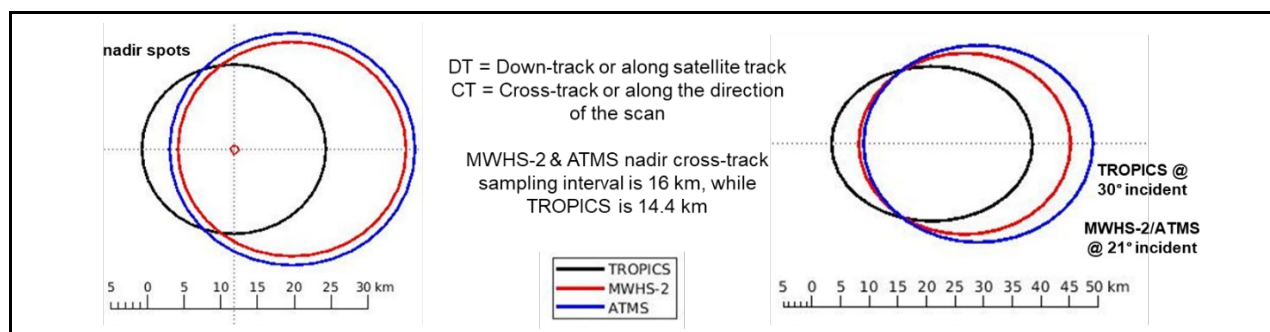 nadir spots
5 0 5 10 15 20 25 30 km
DT = Down-track or along satellite track
CT = Cross-track or along the direction
of the scan
MWHS-2 & ATMS nadir cross-track
sampling interval is 16 km, while
TROPICS is 14.4 km
TROPICS
MWHS-2
ATMS
TROPICS @
30° incident
MWHS-2/ATMS
@ 21° incident
5 0 5 10 15 20 25 30 35 40 45 50 km